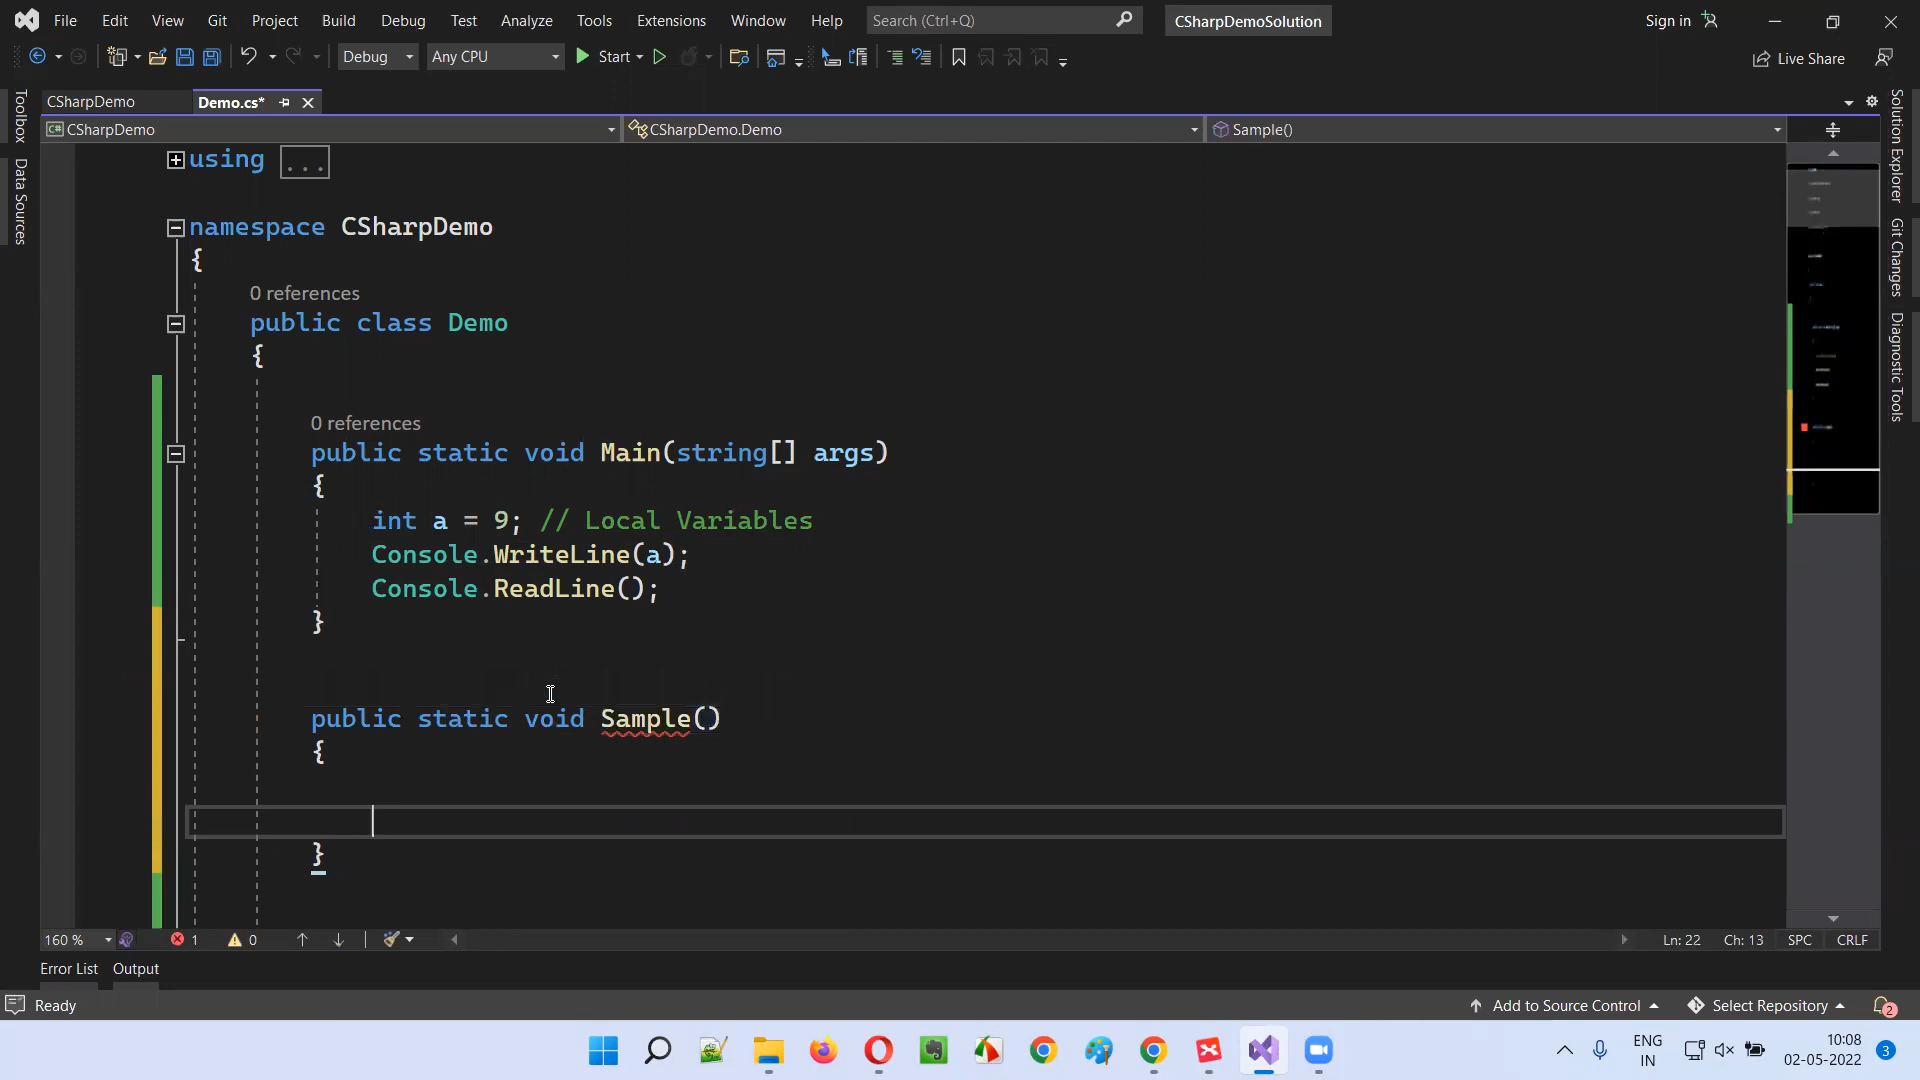 File Edit View Git Project Build Debug Test Analyze Tools Extensions Window Help Search (Ctrl+Q) CSharpDemoSolution Sign in
Debug Any CPU Start Live Share
CSharpDemo Demo.cs*
CSharpDemo CSharpDemo.Demo Sample()
Toolbox
Data Sources
using ...
namespace CSharpDemo
{
0 references
public class Demo
{
0 references
public static void Main(string[] args)
{
int a = 9; // Local Variables
Console.WriteLine(a);
Console.ReadLine();
}
public static void Sample()
{
}
Solution Explorer
Git Changes
Diagnostic Tools
160 % 1 0 Ln: 22 Ch: 13 SPC CRLF
Error List Output
Ready Add to Source Control Select Repository 2
ENG
IN
10:08
02-05-2022
3